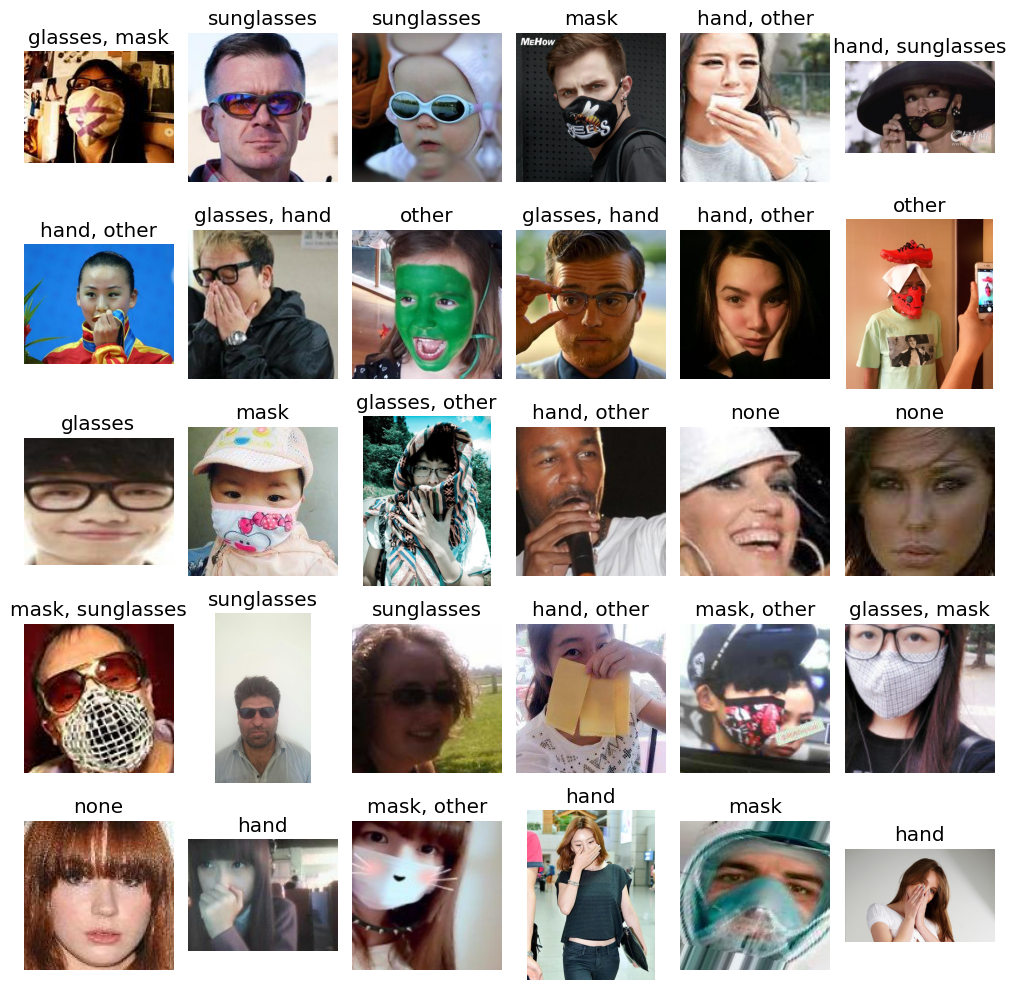 glasses, mask
sunglasses
sunglasses
mask
hand, other
hand, sunglasses
MEHOW
BEES
hand, other
glasses, hand
other
glasses, hand
hand, other
other
glasses
mask
glasses, other
hand, other
none
none
mask, sunglasses
sunglasses
sunglasses
hand, other
mask, other
glasses, mask
none
hand
mask, other
hand
mask
hand